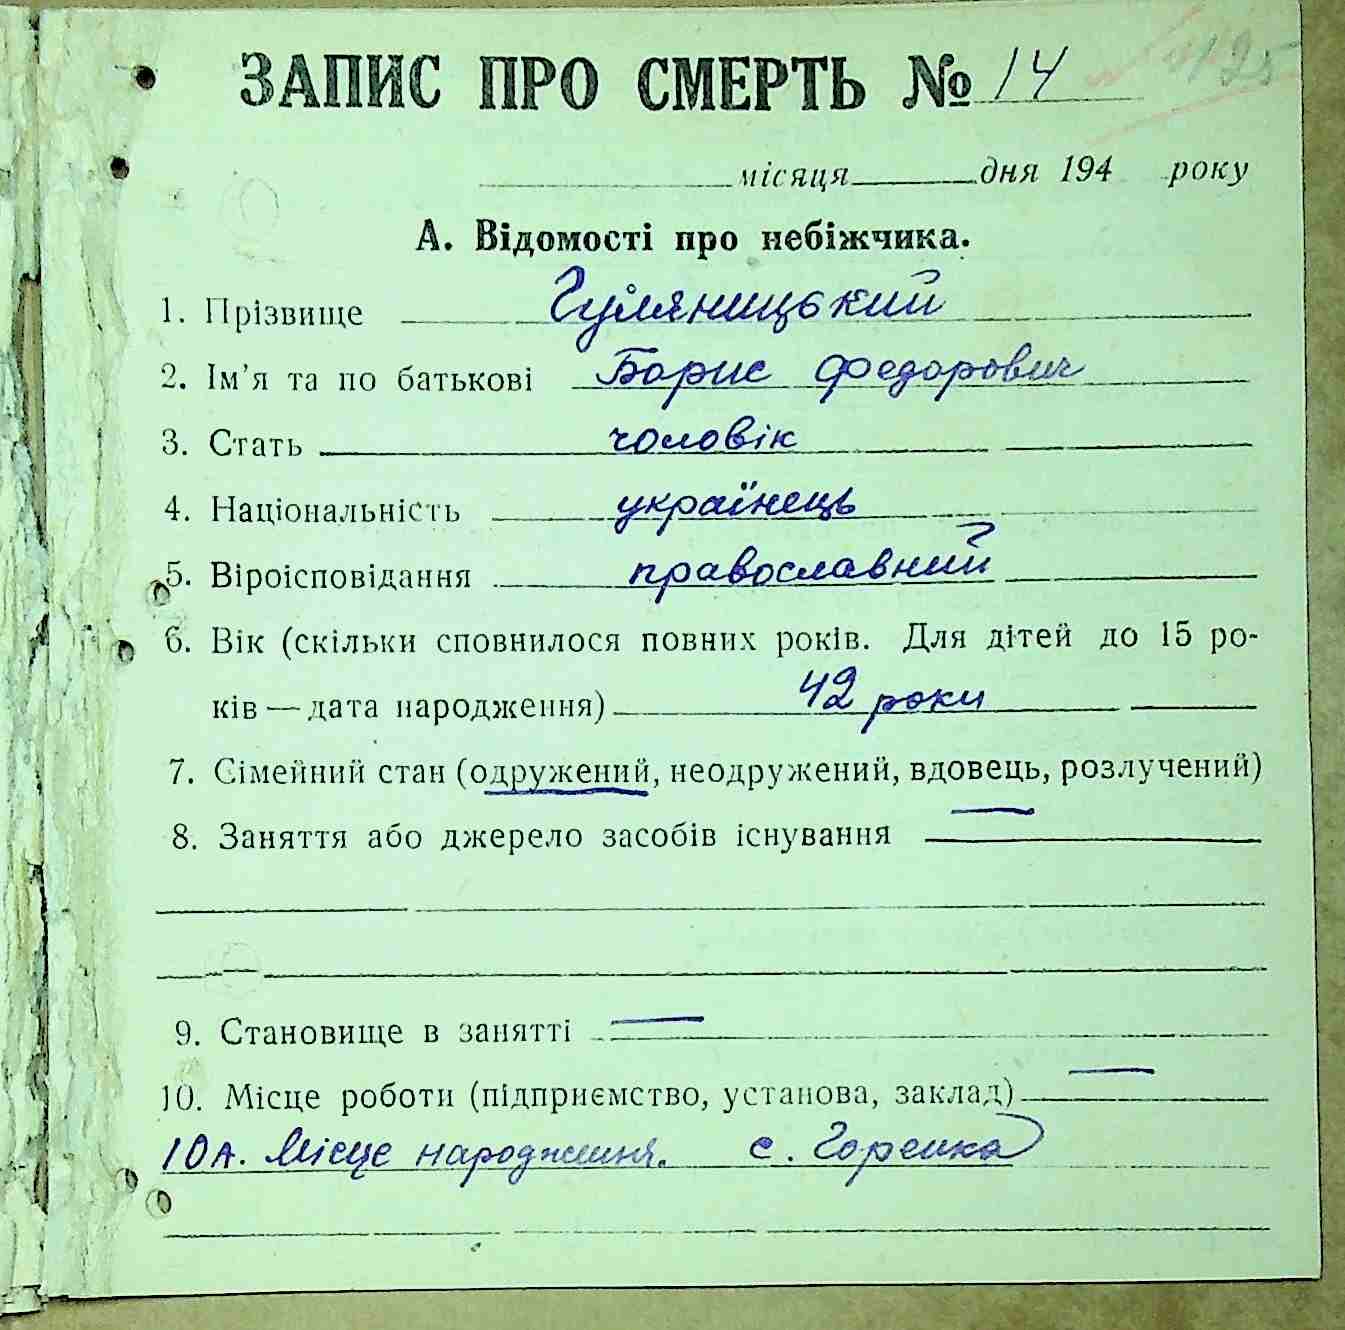 ЗАПИС ПРО СМЕРТЬ № 14
місяця дня 194 року
А. Відомості про небіжчика.
1. Прізвище Гуляницький
2. Ім'я та по батькові Борис Федорович
3. Стать чоловік
4. Національність українець
5. Віроісповідання православний
6. Вік (скільки сповнилося повних років. Для дітей до 15 ро-
ків — дата народження) 42 роки
7. Сімейний стан (одружений, неодружений, вдовець, розлучений)
8. Заняття або джерело засобів існування —
9. Становище в занятті —
10. Місце роботи (підприємство, установа, заклад) —
10А. Місце народження. с. Горенка